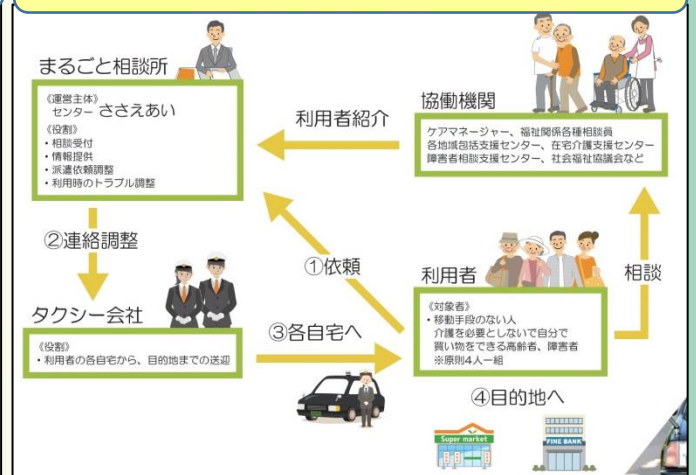 まるごと相談所
《運営主体》
センター ささえあい
《役割》
・相談受付
・情報提供
・派遣依頼調整
・利用時のトラブル調整
利用者紹介
協働機関
ケアマネージャー、福祉関係各種相談員
各地域包括支援センター、在宅介護支援センター
障害者相談支援センター、社会福祉協議会など
②連絡調整
①依頼
相談
タクシー会社
《役割》
・利用者の各自宅から、目的地までの送迎
③各自宅へ
利用者
《対象者》
・移動手段のない人
介護を必要としないで自分で
買い物をできる高齢者、障害者
※原則4人一組
④目的地へ
Super market
FINE BANK